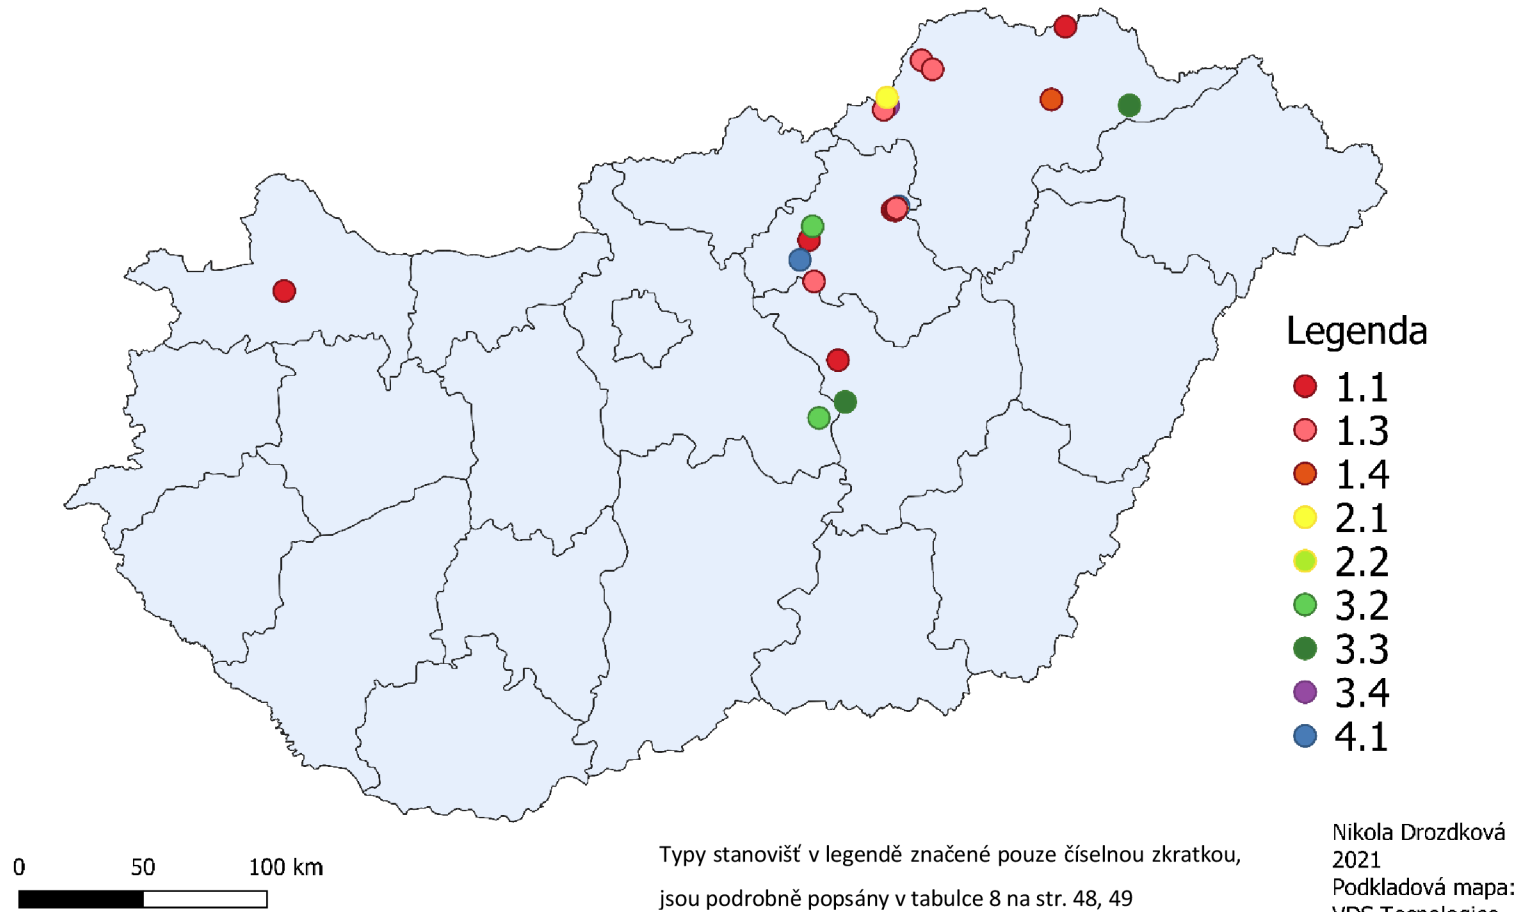 Legenda
1.1
1.3
1.4
2.1
2.2
3.2
3.3
3.4
4.1
0 50 100 km
Typy stanovišť v legendě značené pouze číselnou zkratkou,
jsou podrobně popsány v tabulce 8 na str. 48, 49
Nikola Drozdková
2021
Podkladová mapa:
VDS Tecnologies